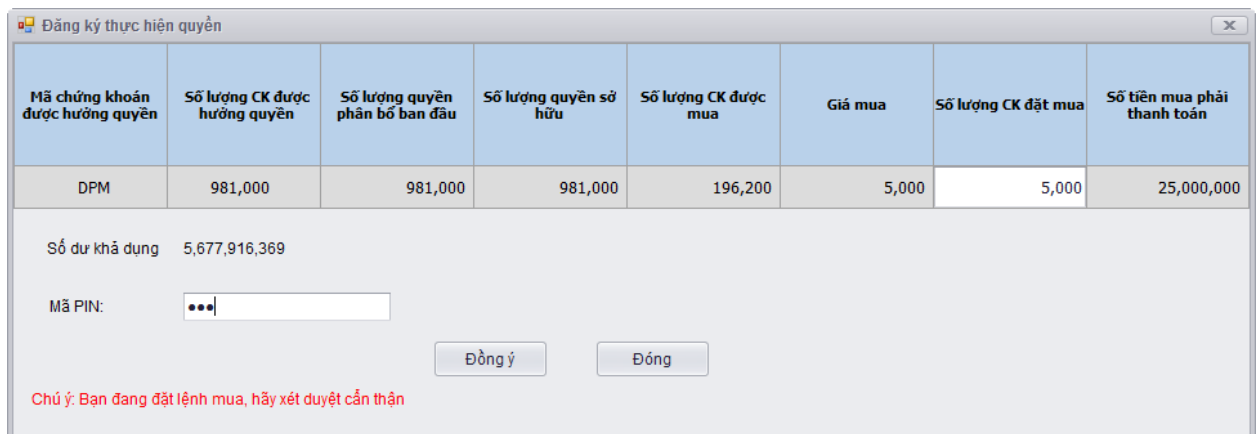 Đăng ký thực hiện quyền
Mã chứng khoán được hưởng quyền
Số lượng CK được hưởng quyền
Số lượng quyền phân bổ ban đầu
Số lượng quyền sở hữu
Số lượng CK được mua
Giá mua
Số lượng CK đặt mua
Số tiền mua phải thanh toán
DPM 981,000 981,000 981,000 196,200 5,000 5,000 25,000,000
Số dư khả dụng 5,677,916,369
Mã PIN: •••
Đồng ý Đóng
Chú ý: Bạn đang đặt lệnh mua, hãy xét duyệt cẩn thận